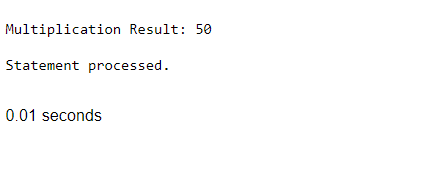 Multiplication Result: 50
Statement processed.
0.01 seconds